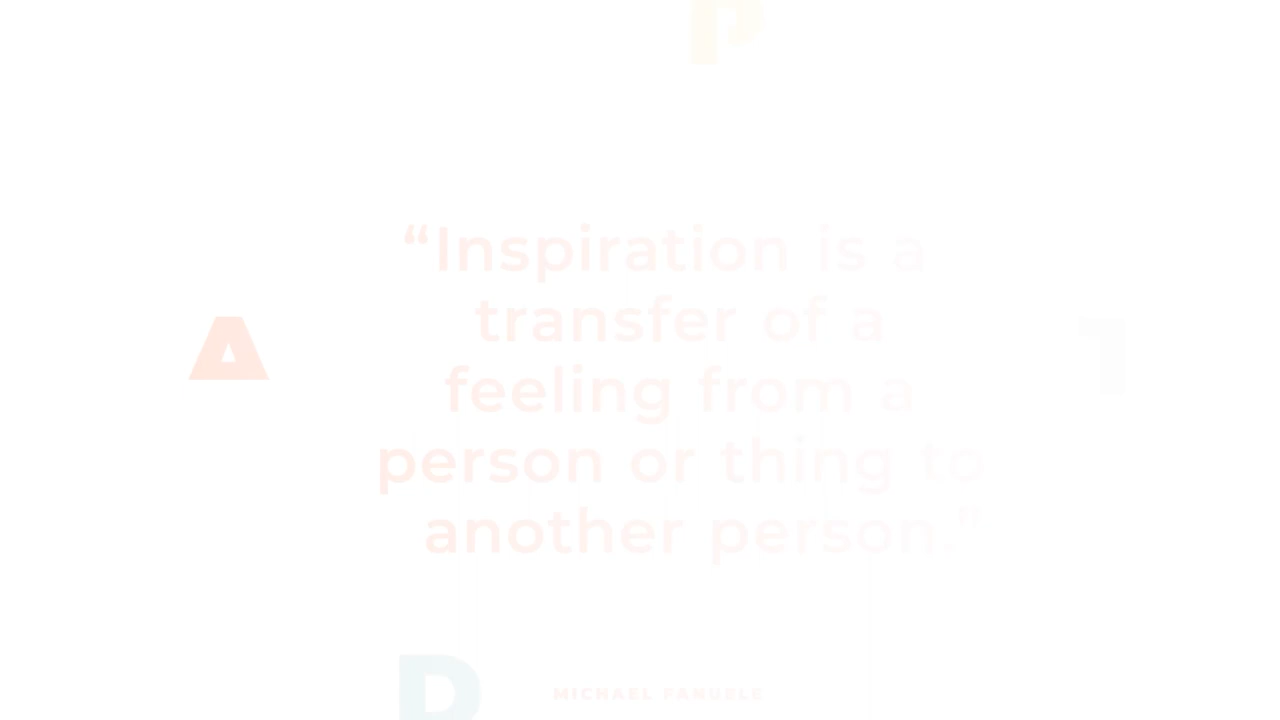 P
“Inspiration is a
transfer of a
A
feeling from a
person or thing to
another person.”
D
MICHAEL FANUELE